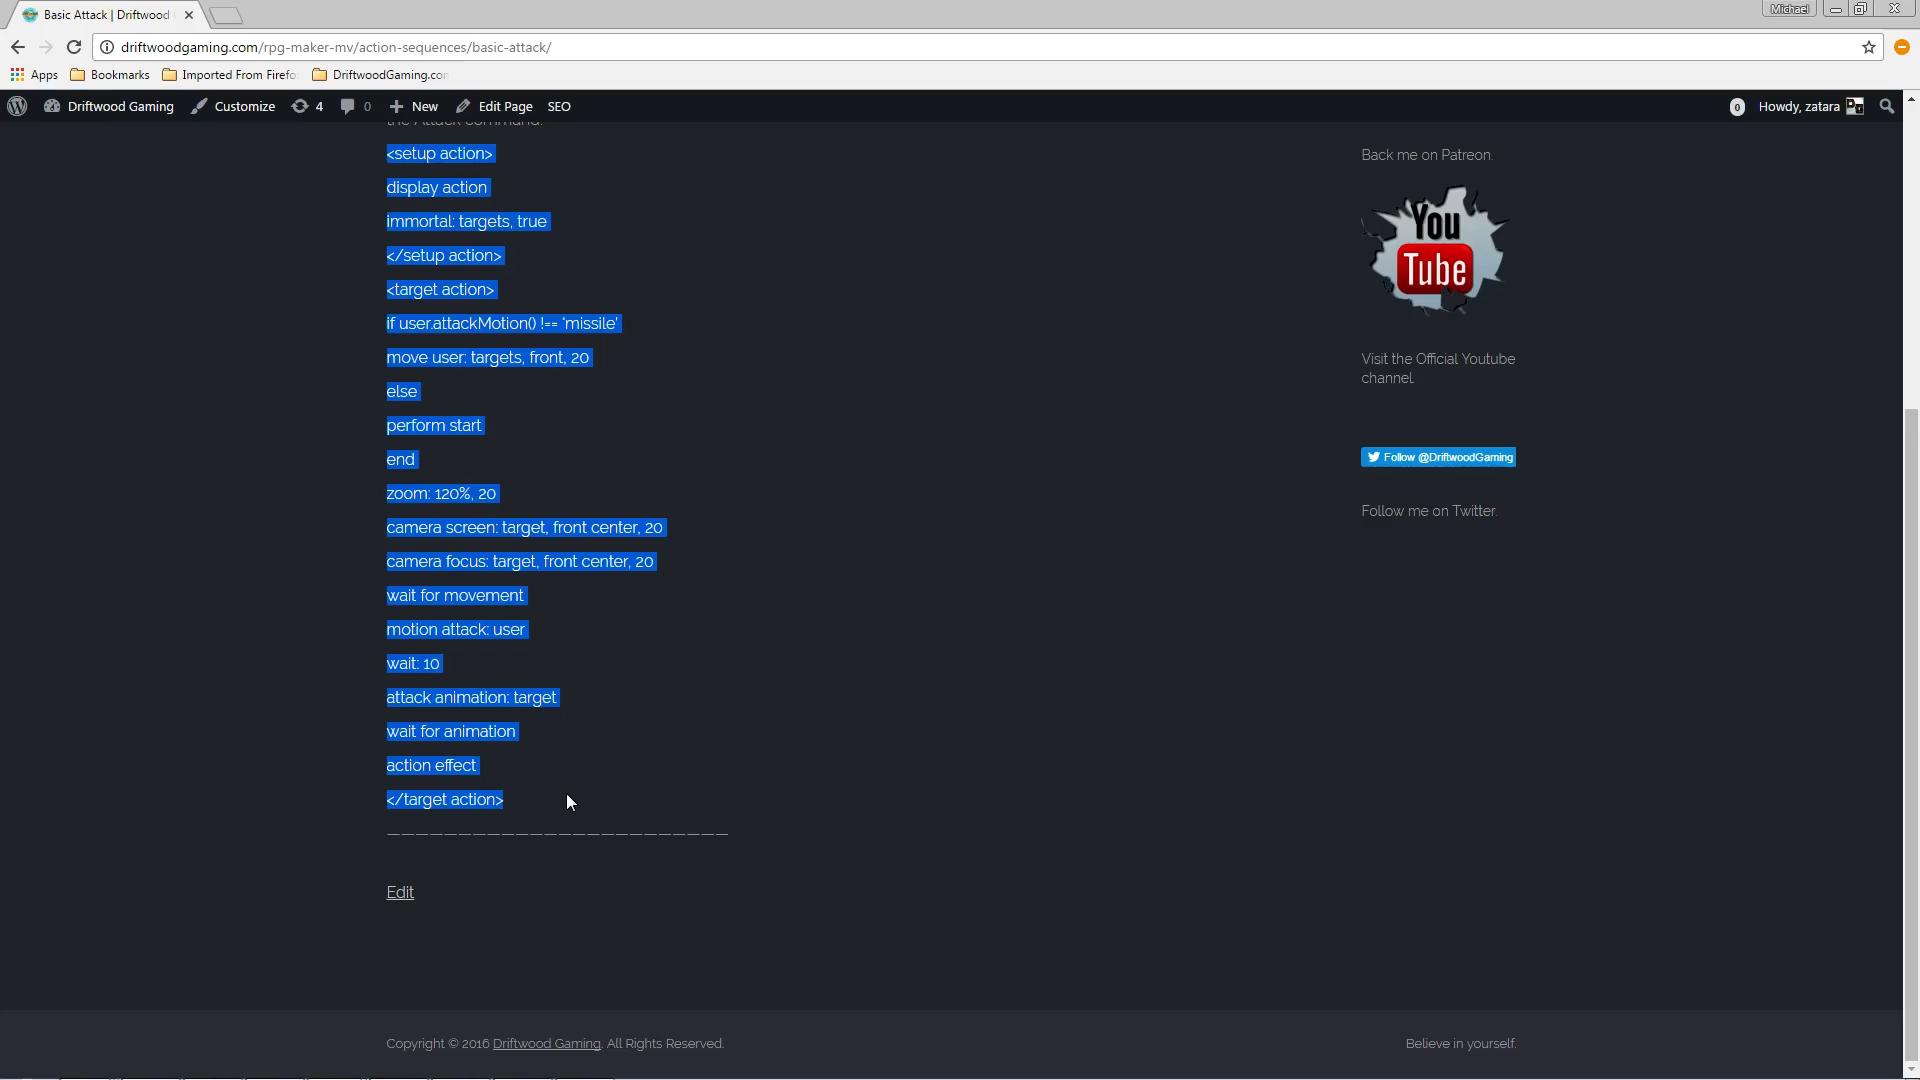 Basic Attack | Driftwood
Michael
driftwoodgaming.com/rpg-maker-mv/action-sequences/basic-attack/
Apps
Bookmarks
Imported From Firefo
DriftwoodGaming.con
Driftwood Gaming
Customize
4
0
New
Edit Page
SEO
0
Howdy, zatara
the Attack command.
<setup action>
display action
immortal: targets, true
</setup action>
<target action>
if user.attackMotion() !== ‘missile’
move user: targets, front, 20
else
perform start
end
zoom: 120%, 20
camera screen: target, front center, 20
camera focus: target, front center, 20
wait for movement
motion attack: user
wait: 10
attack animation: target
wait for animation
action effect
</target action>
————————————————————————
Edit
Back me on Patreon.
You
Tube
Visit the Official Youtube
channel.
Follow @DriftwoodGaming
Follow me on Twitter.
Copyright © 2016 Driftwood Gaming. All Rights Reserved.
Believe in yourself.